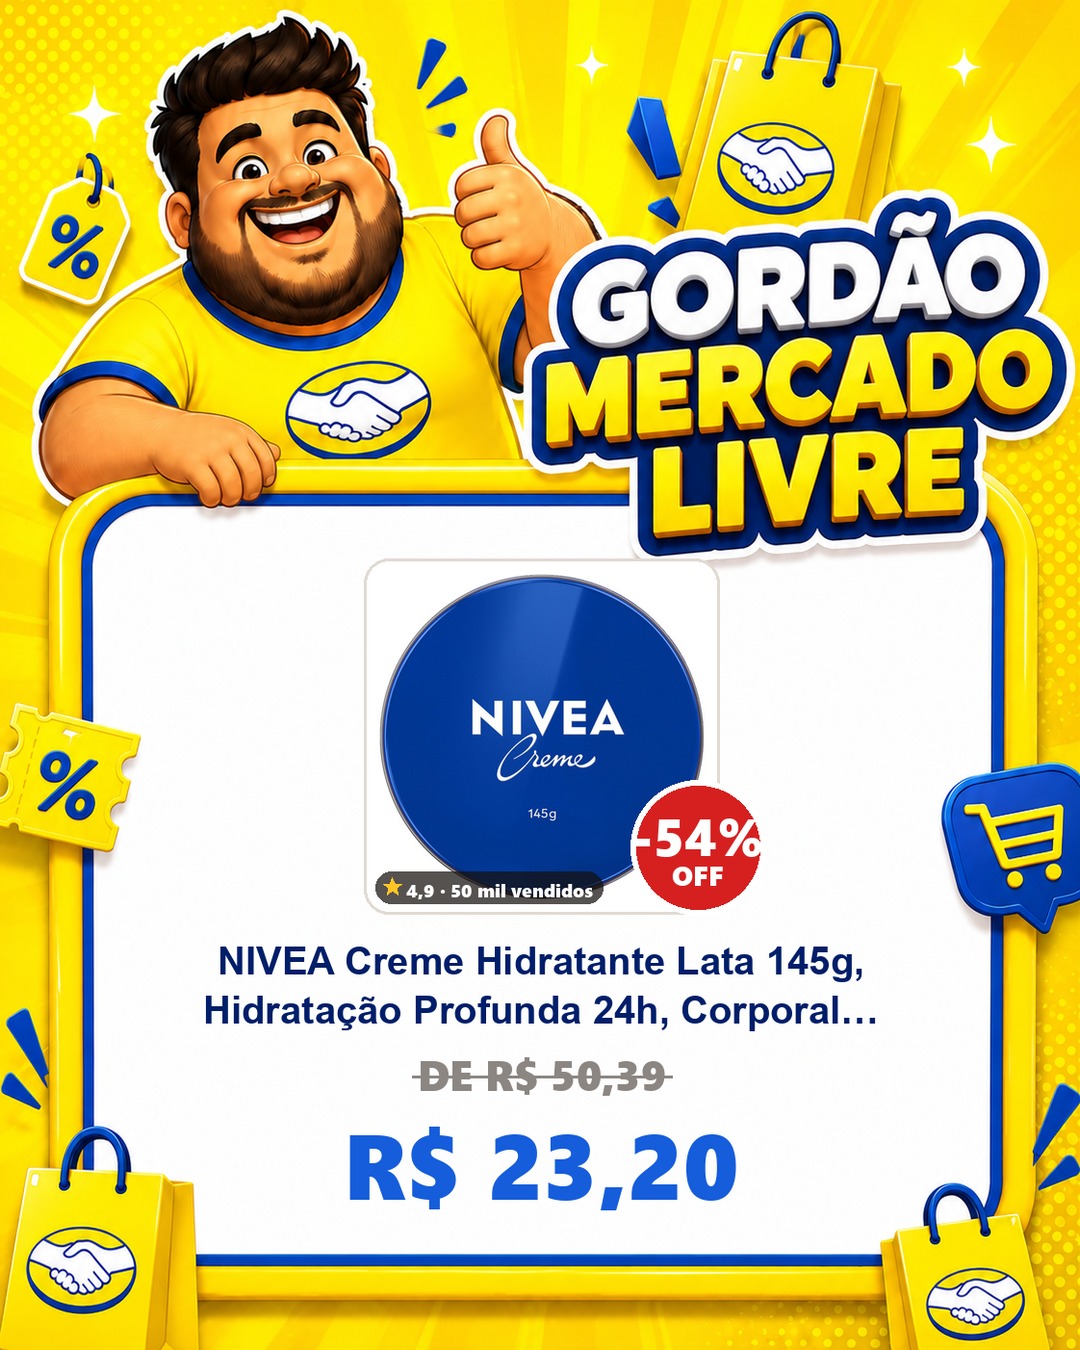 %
GORDÃO
MERCADO
LIVRE
NIVEA
Creme
145g
-54%
OFF
4,9 · 50 mil vendidos
%
NIVEA Creme Hidratante Lata 145g,
Hidratação Profunda 24h, Corporal...
DE R$ 50,39
R$ 23,20